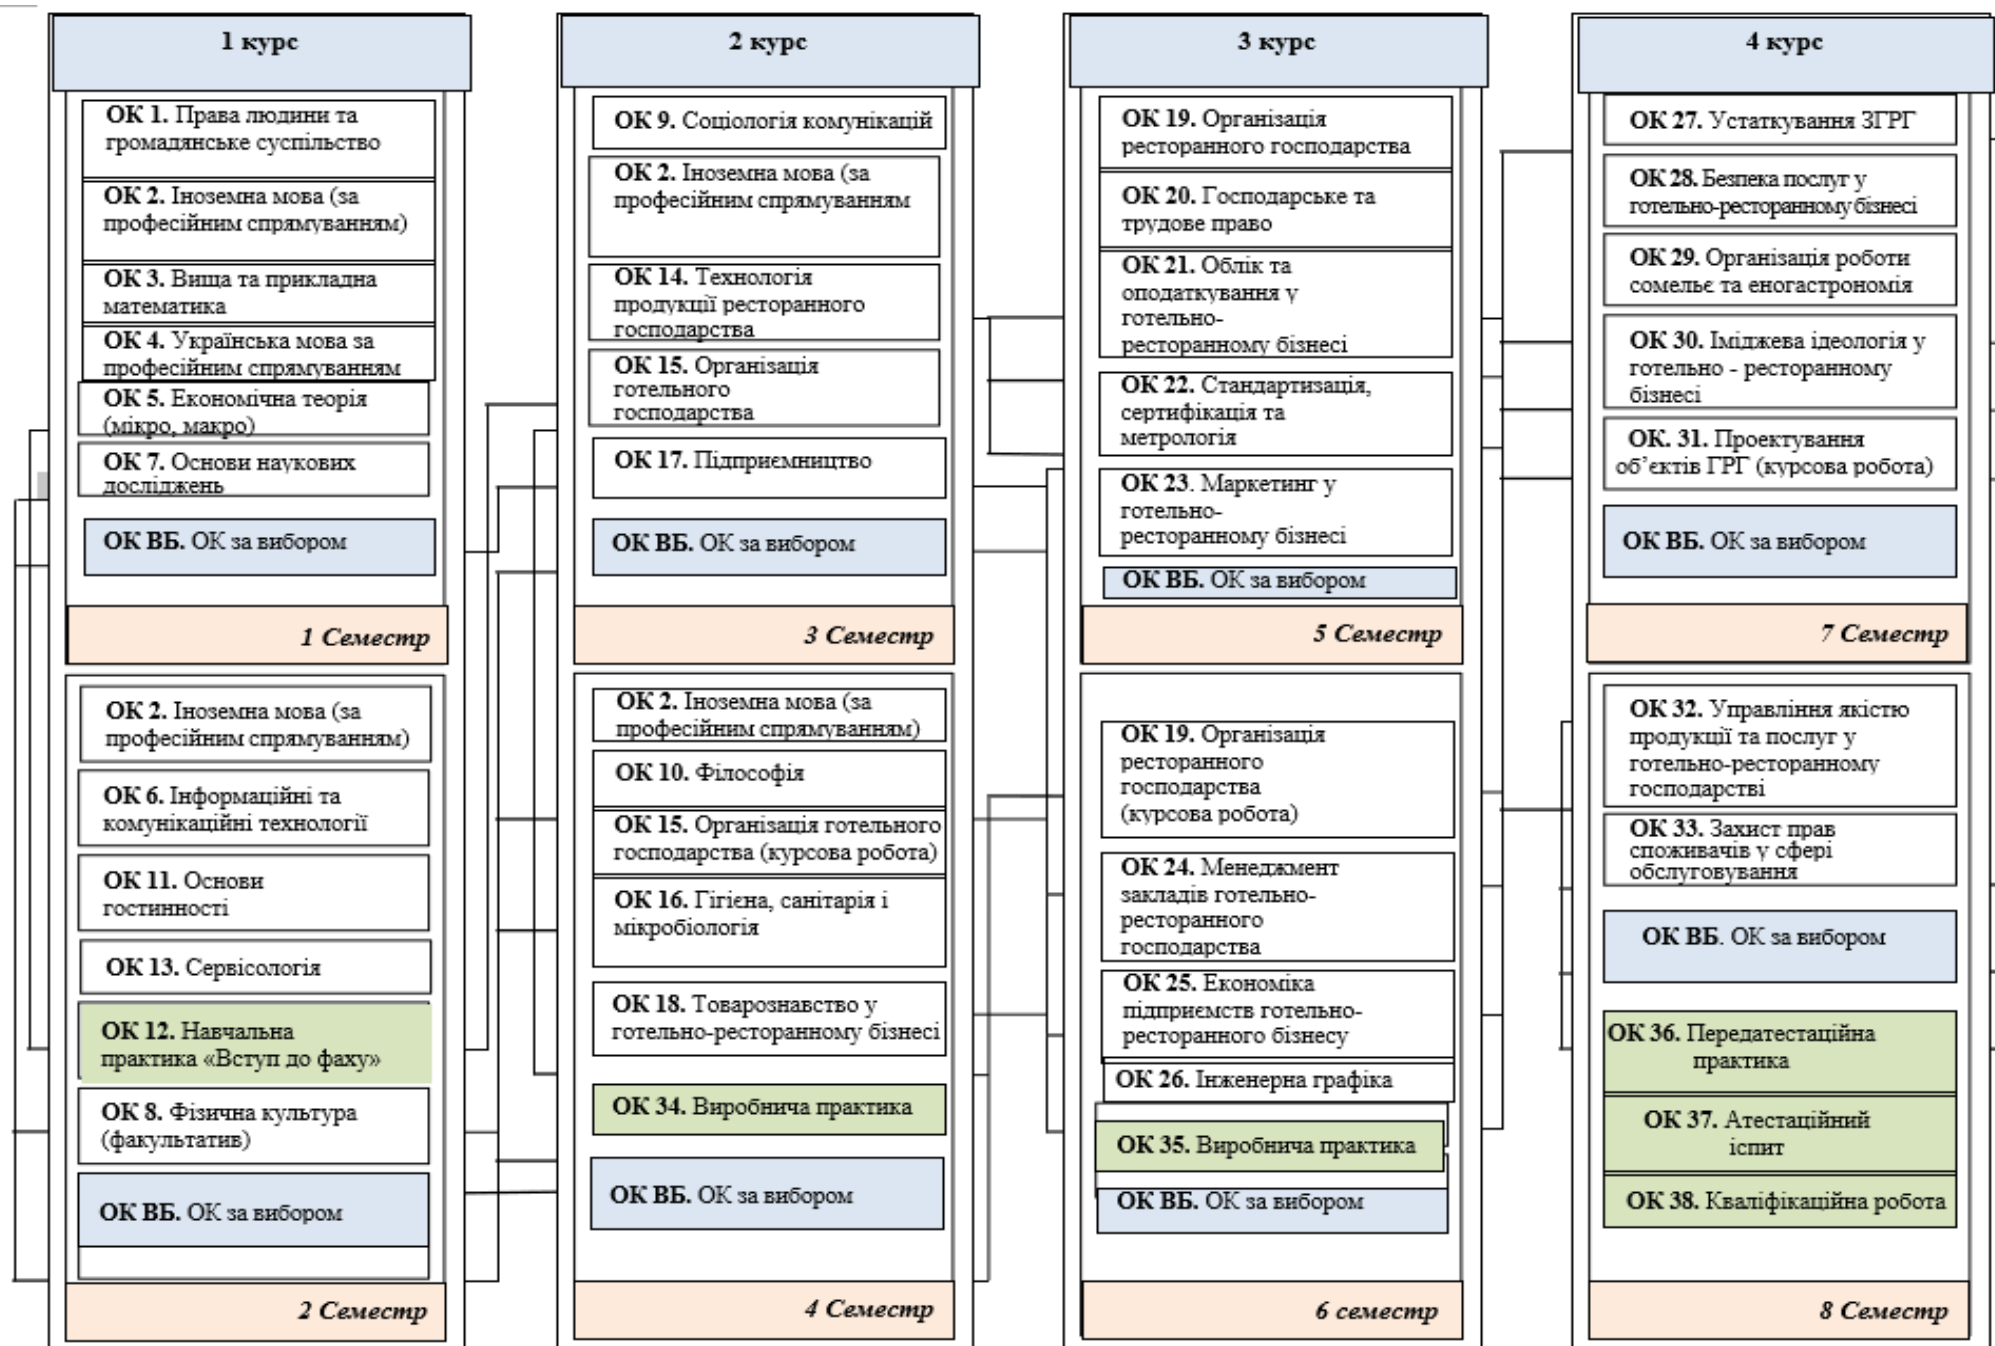 1 курс
ОК 1. Права людини та
громадянське суспільство
ОК 2. Іноземна мова (за
професійним спрямуванням)
ОК 3. Вища та прикладна
математика
ОК 4. Українська мова за
професійним спрямуванням
ОК 5. Економічна теорія
(мікро, макро)
ОК 7. Основи наукових
досліджень
ОК ВБ. ОК за вибором
1 Семестр
ОК 2. Іноземна мова (за
професійним спрямуванням)
ОК 6. Інформаційні та
комунікаційні технології
ОК 11. Основи
гостинності
ОК 13. Сервісологія
ОК 12. Навчальна
практика «Вступ до фаху»
ОК 8. Фізична культура
(факультатив)
ОК ВБ. ОК за вибором
2 Семестр
2 курс
ОК 9. Соціологія комунікацій
ОК 2. Іноземна мова (за
професійним спрямуванням
ОК 14. Технологія
продукції ресторанного
господарства
ОК 15. Організація
готельного
господарства
ОК 17. Підприємництво
ОК ВБ. ОК за вибором
3 Семестр
ОК 2. Іноземна мова (за
професійним спрямуванням)
ОК 10. Філософія
ОК 15. Організація готельного
господарства (курсова робота)
ОК 16. Гігієна, санітарія і
мікробіологія
ОК 18. Товарознавство у
готельно-ресторанному бізнесі
ОК 34. Виробнича практика
ОК ВБ. ОК за вибором
4 Семестр
3 курс
ОК 19. Організація
ресторанного господарства
ОК 20. Господарське та
трудове право
ОК 21. Облік та
оподаткування у
готельно-
ресторанному бізнесі
ОК 22. Стандартизація,
сертифікація та
метрологія
ОК 23. Маркетинг у
готельно-
ресторанному бізнесі
ОК ВБ. ОК за вибором
5 Семестр
ОК 19. Організація
ресторанного
господарства
(курсова робота)
ОК 24. Менеджмент
закладів готельно-
ресторанного
господарства
ОК 25. Економіка
підприємств готельно-
ресторанного бізнесу
ОК 26. Інженерна графіка
ОК 35. Виробнича практика
ОК ВБ. ОК за вибором
6 семестр
4 курс
ОК 27. Устаткування ЗГРГ
ОК 28. Безпека послуг у
готельно-ресторанному бізнесі
ОК 29. Організація роботи
сомельє та еногастрономія
ОК 30. Іміджева ідеологія у
готельно - ресторанному
бізнесі
ОК. 31. Проектування
об’єктів ГРГ (курсова робота)
ОК ВБ. ОК за вибором
7 Семестр
ОК 32. Управління якістю
продукції та послуг у
готельно-ресторанному
господарстві
ОК 33. Захист прав
споживачів у сфері
обслуговування
ОК ВБ. ОК за вибором
ОК 36. Передатестаційна
практика
ОК 37. Атестаційний
іспит
ОК 38. Кваліфікаційна робота
8 Семестр